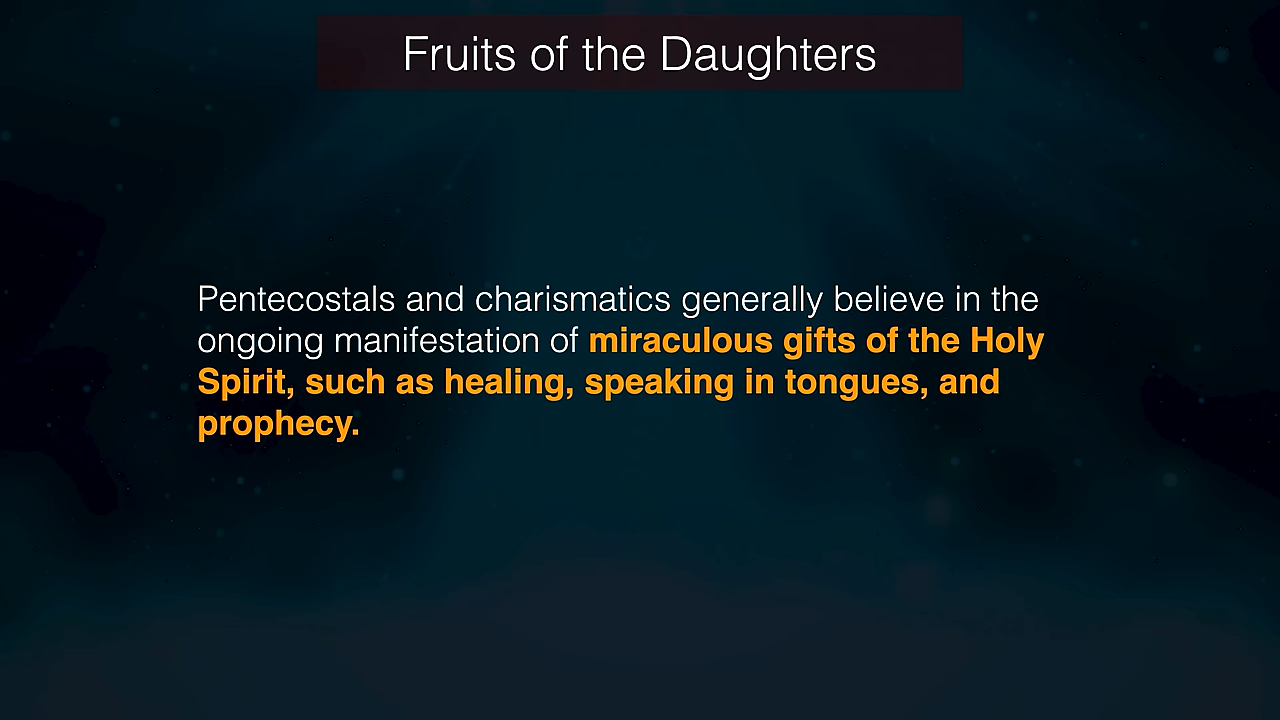 Fruits of the Daughters
Pentecostals and charismatics generally believe in the
ongoing manifestation of miraculous gifts of the Holy
Spirit, such as healing, speaking in tongues, and
prophecy.